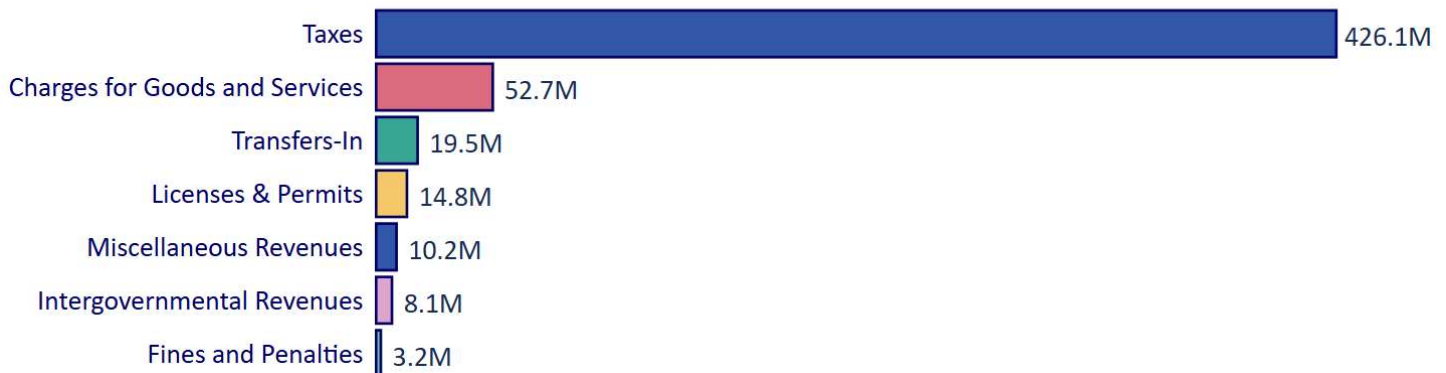 Taxes 426.1M
Charges for Goods and Services 52.7M
Transfers-In 19.5M
Licenses & Permits 14.8M
Miscellaneous Revenues 10.2M
Intergovernmental Revenues 8.1M
Fines and Penalties 3.2M